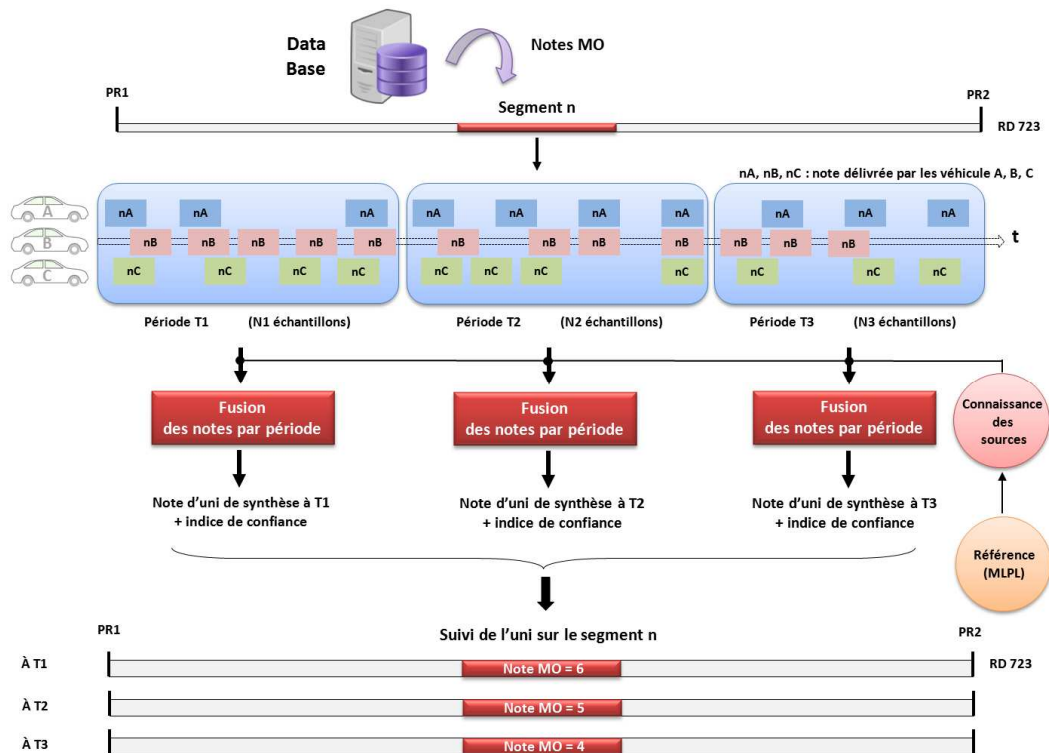 Data
Base
Notes MO
PR1
Segment n
PR2
RD 723
nA, nB, nC : note délivrée par les véhicule A, B, C
A
nA
nA
nA
nA
nA
nA
nA
nA
nA
nA
B
nB
nB
nB
nB
nB
nB
nB
nB
nB
nB
nB
nB
t
C
nC
nC
nC
nC
nC
nC
nC
nC
nC
nC
nC
Période T1
(N1 échantillons)
Période T2
(N2 échantillons)
Période T3
(N3 échantillons)
Fusion
des notes par période
Fusion
des notes par période
Fusion
des notes par période
Connaissance
des
sources
Note d’uni de synthèse à T1
+ indice de confiance
Note d’uni de synthèse à T2
+ indice de confiance
Note d’uni de synthèse à T3
+ indice de confiance
Référence
(MLPL)
PR1
Suivi de l’uni sur le segment n
PR2
À T1
Note MO = 6
RD 723
À T2
Note MO = 5
À T3
Note MO = 4